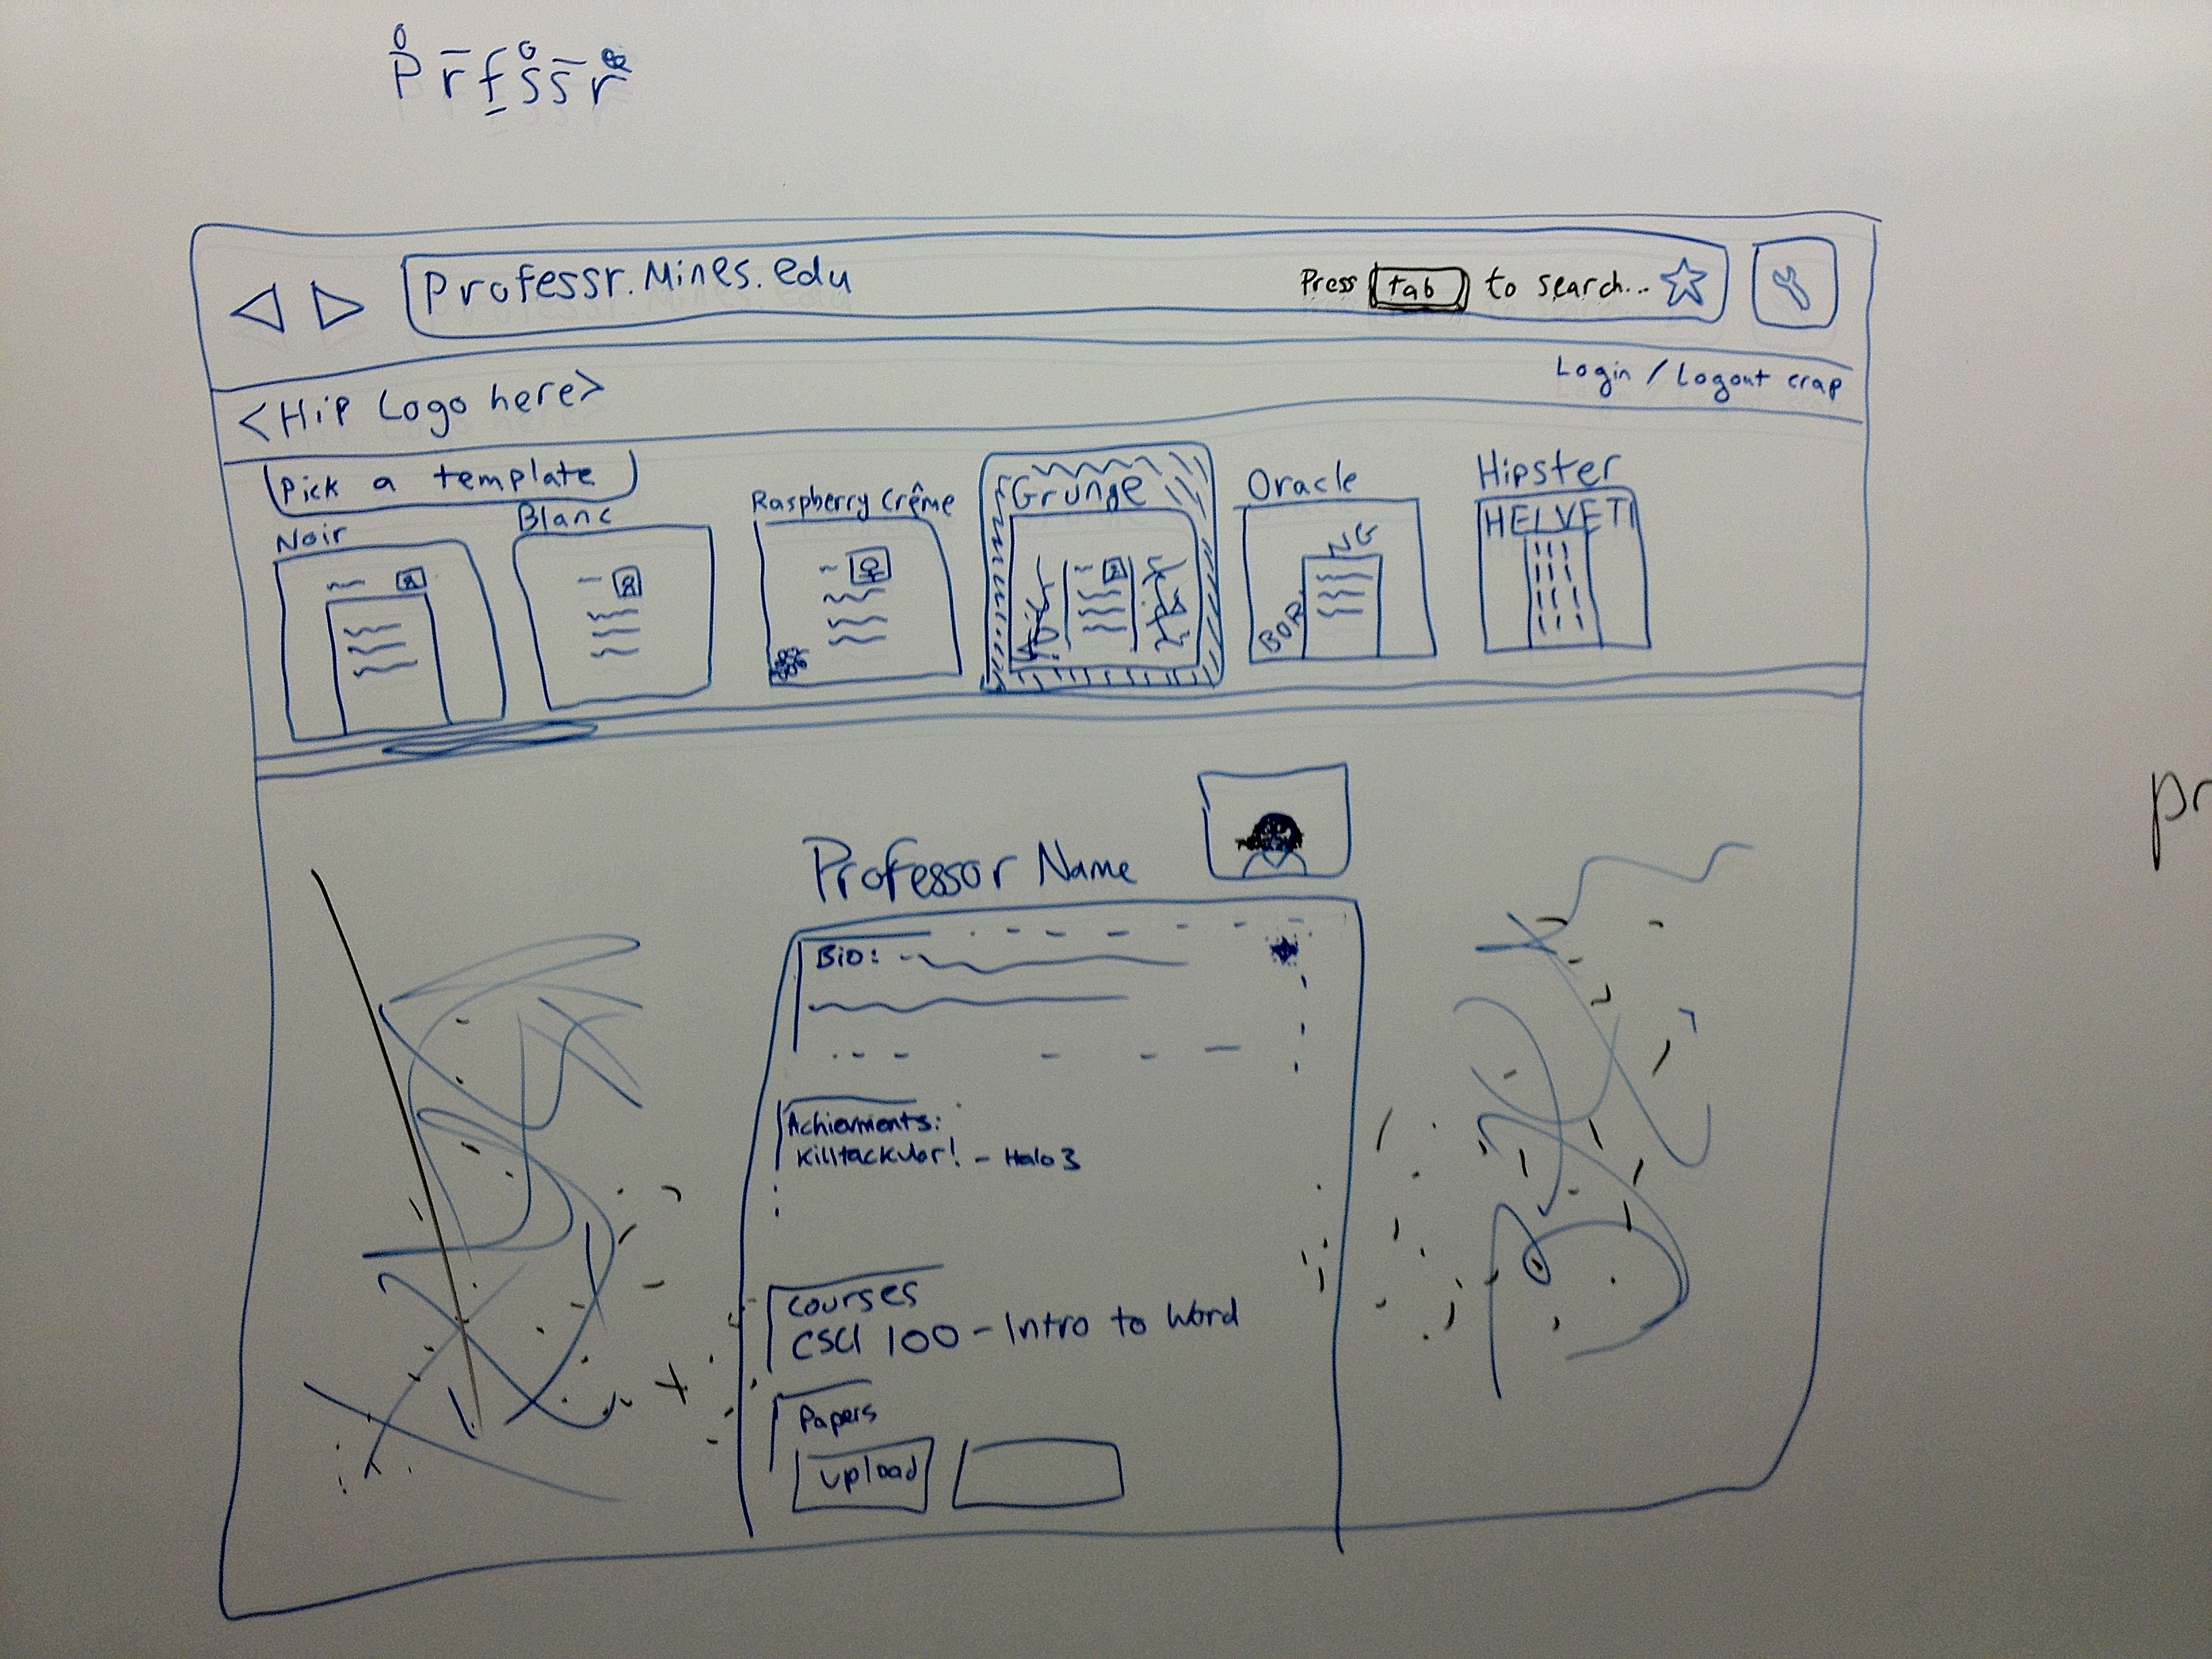 P̊ r̄ f̲ s̊ s̄ r
Professr.Mines.edu
Press tab to search...
<Hip Logo here>
Login / Logout crap
Pick a template
Noir
Blanc
Raspberry Crême
Grunge
Oracle
Hipster
BOR
NG
HELVETI
Professor Name
Bio:
Achievments:
Killtackular! - Halo 3
Courses
CSCI 100 - Intro to Word
Papers
upload
pr